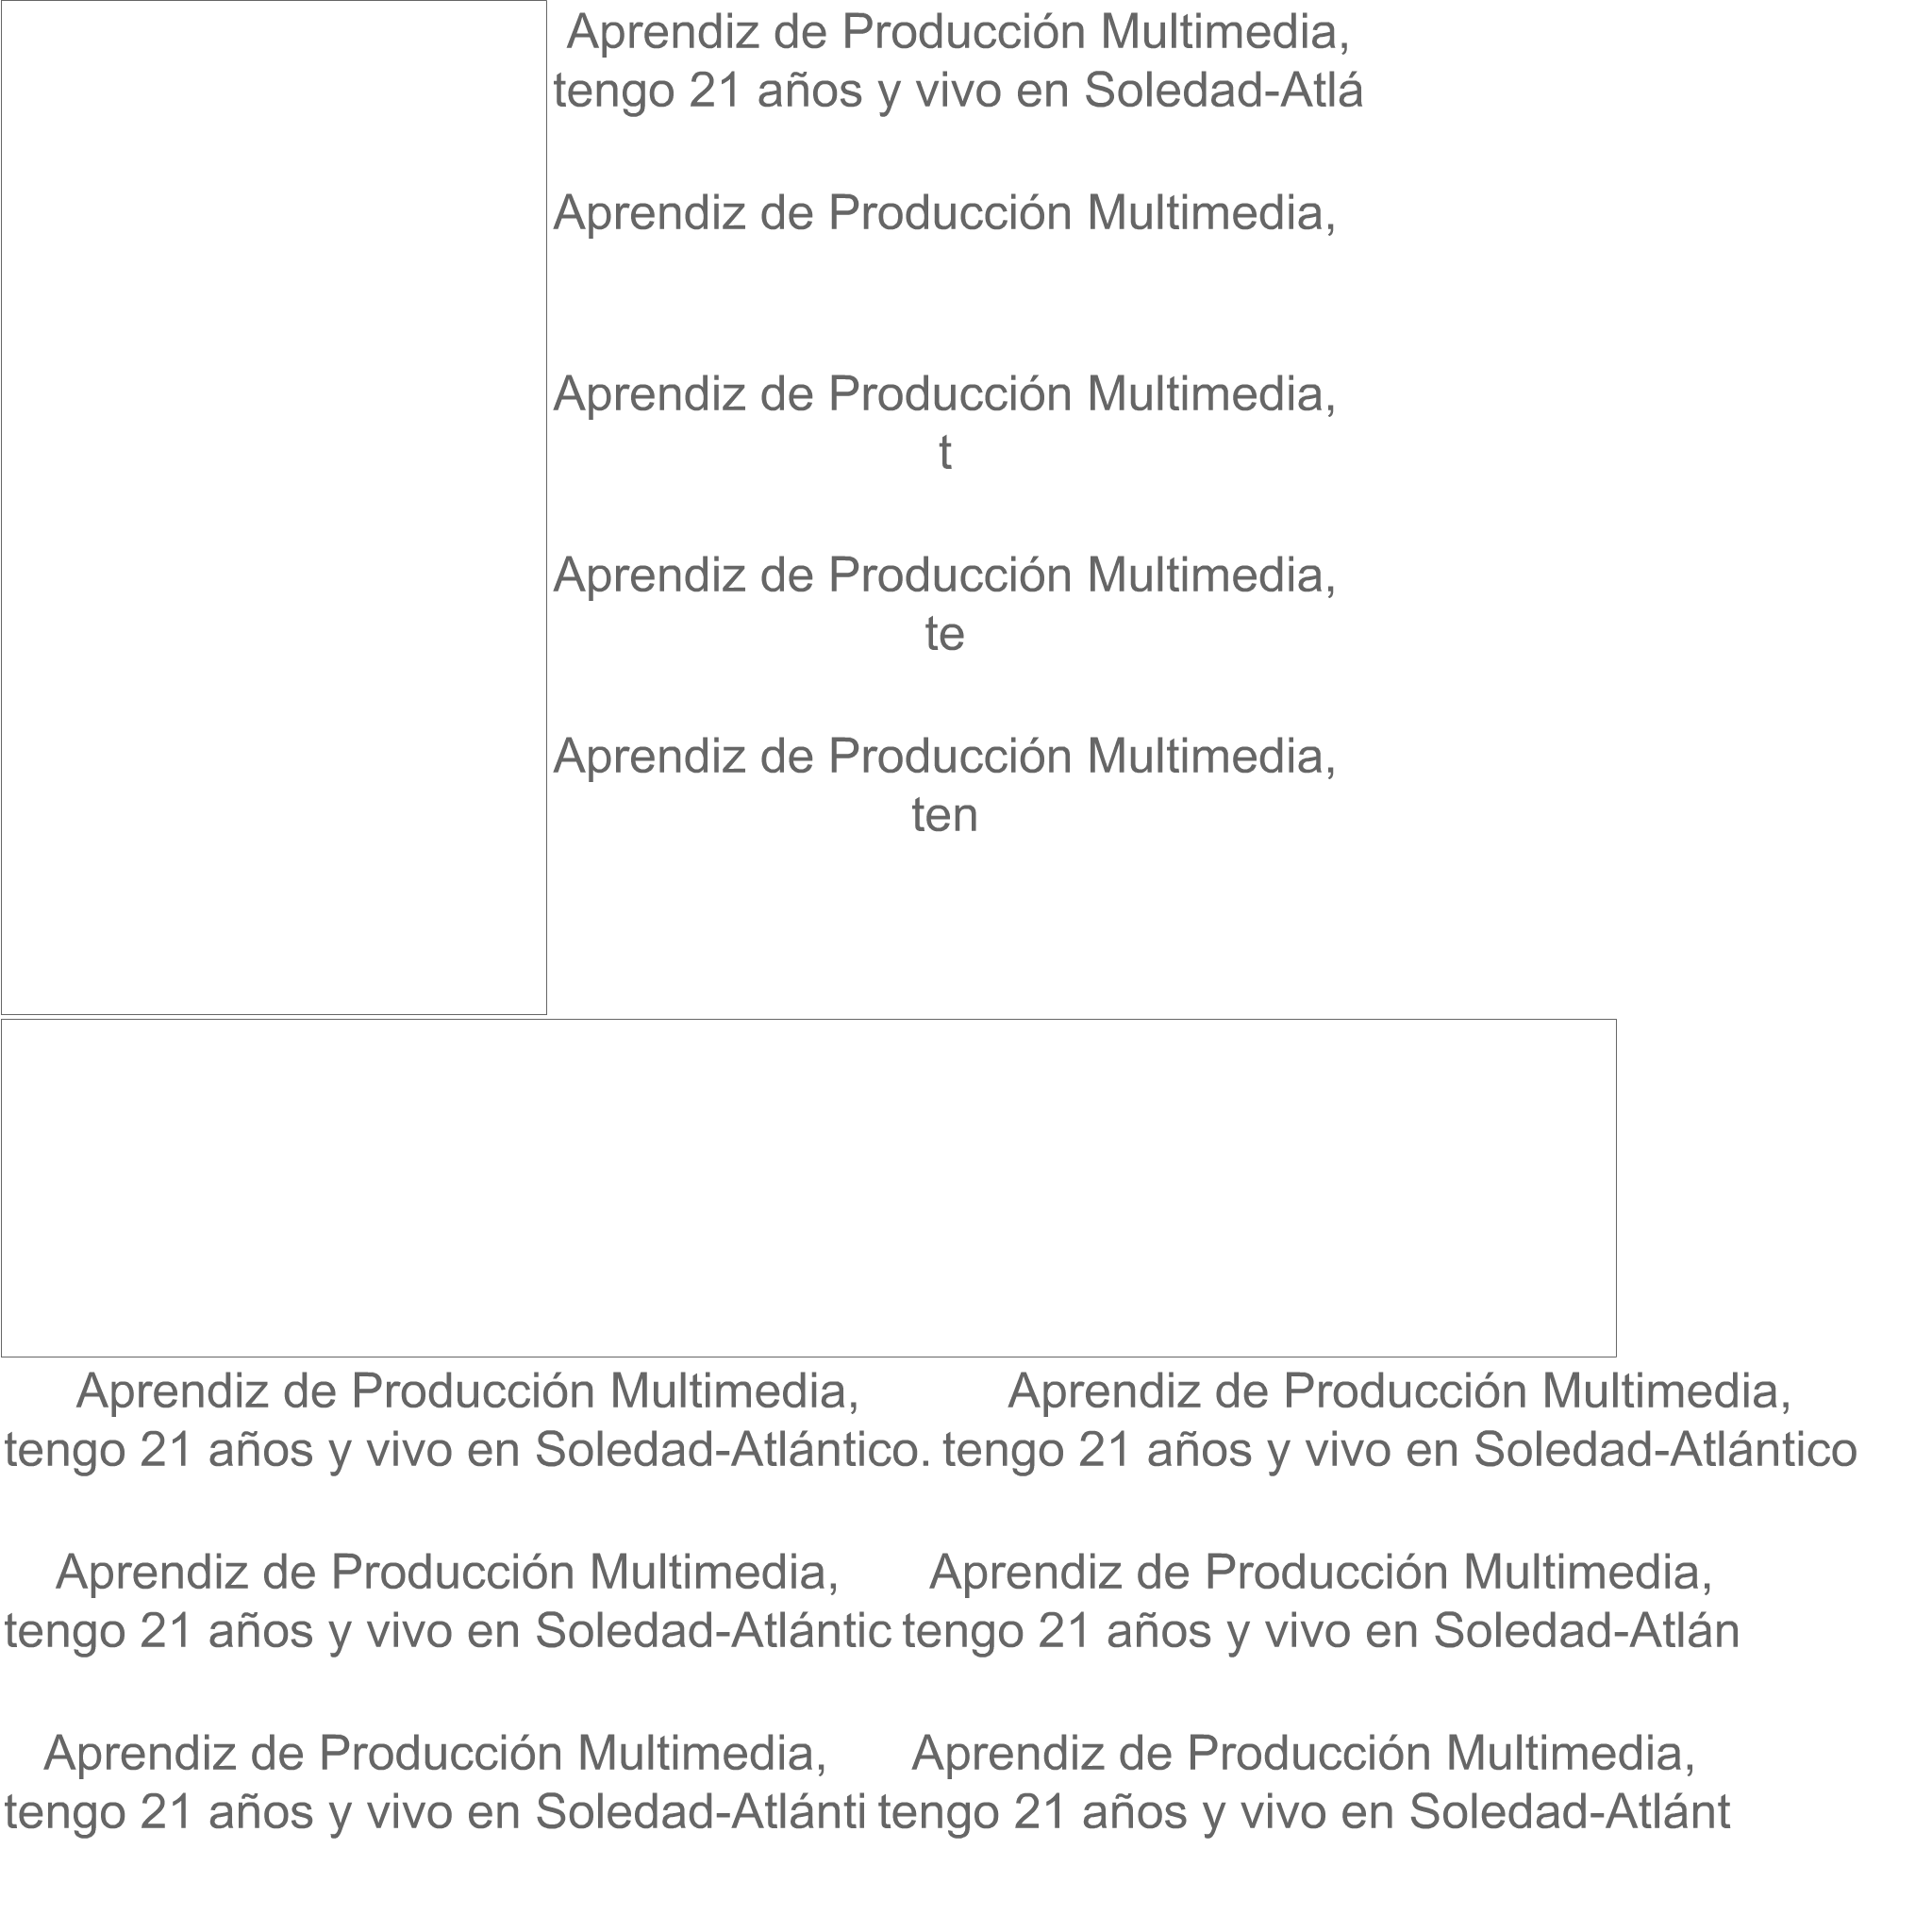 Aprendiz de Producción Multimedia,
tengo 21 años y vivo en Soledad-Atlá
Aprendiz de Producción Multimedia,
Aprendiz de Producción Multimedia,
t
Aprendiz de Producción Multimedia,
te
Aprendiz de Producción Multimedia,
ten
Aprendiz de Producción Multimedia,
tengo 21 años y vivo en Soledad-Atlántico.
Aprendiz de Producción Multimedia,
tengo 21 años y vivo en Soledad-Atlántico
Aprendiz de Producción Multimedia,
tengo 21 años y vivo en Soledad-Atlántic
Aprendiz de Producción Multimedia,
tengo 21 años y vivo en Soledad-Atlán
Aprendiz de Producción Multimedia,
tengo 21 años y vivo en Soledad-Atlánti
Aprendiz de Producción Multimedia,
tengo 21 años y vivo en Soledad-Atlánt